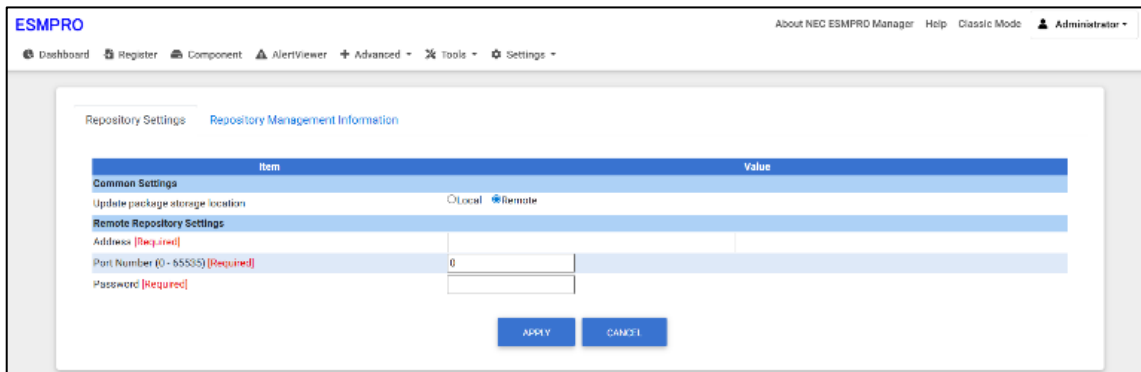 ESMPRO
About NEC ESMPRO Manager Help Classic Mode Administrator
Dashboard Register Component AlertViewer Advanced Tools Settings
Repository Settings Repository Management Information
Item Value
Common Settings
Update package storage location Local Remote
Remote Repository Settings
Address [Required]
Port Number (0 - 65535) [Required] 0
Password [Required]
APPLY CANCEL